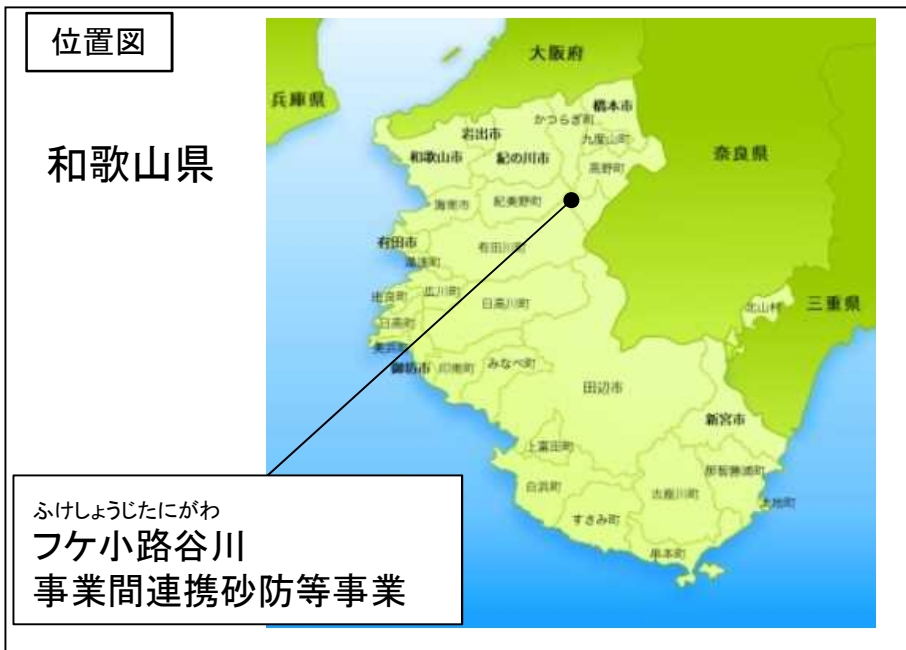 位置図
和歌山県
大阪府
兵庫県
橋本市
かつらぎ町
岩出市
九度山町
和歌山市
紀の川市
奈良県
高野町
海南市
紀美野町
有田市
有田川町
湯浅町
広川町
由良町
日高川町
北山村
三重県
日高町
美浜町
御坊市
印南町
みなべ町
田辺市
新宮市
上富田町
那智勝浦町
白浜町
古座川町
太地町
すさみ町
串本町
ふけしょうじたにがわ
フケ小路谷川
事業間連携砂防等事業